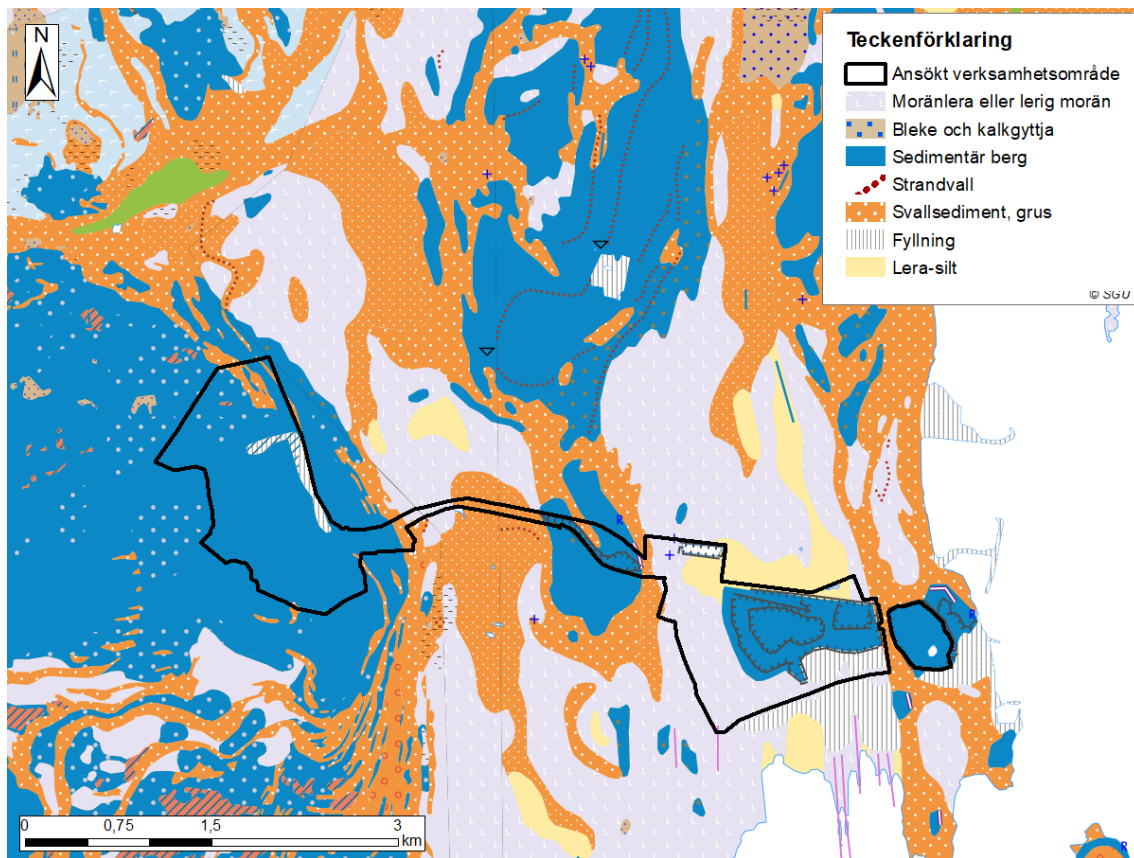 N
Teckenförklaring
Ansökt verksamhetsområde
Moränlera eller lerig morän
Bleke och kalkgyttja
Sedimentär berg
Strandvall
Svallsediment, grus
Fyllning
Lera-silt
© SGU
R
R
R
0 0,75 1,5 3
km